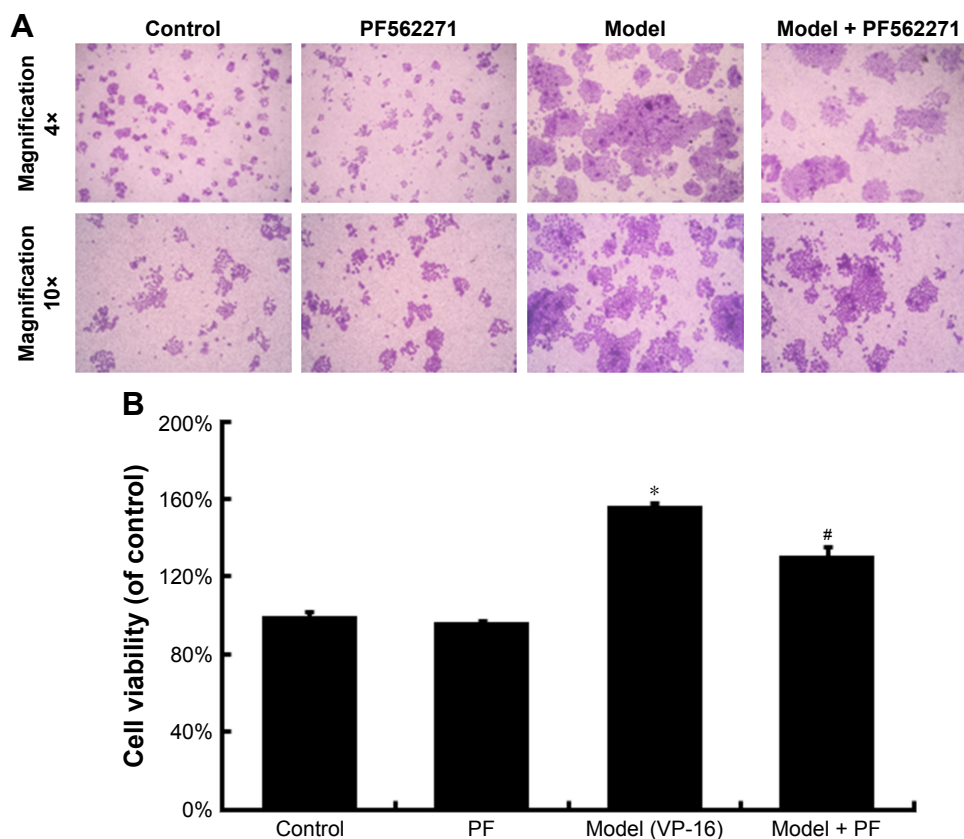 A
Control PF562271 Model Model + PF562271
Magnification
4×
Magnification
10×
B
Cell viability (of control)
200%
160%
120%
80%
40%
0%
*
#
Control PF Model (VP-16) Model + PF